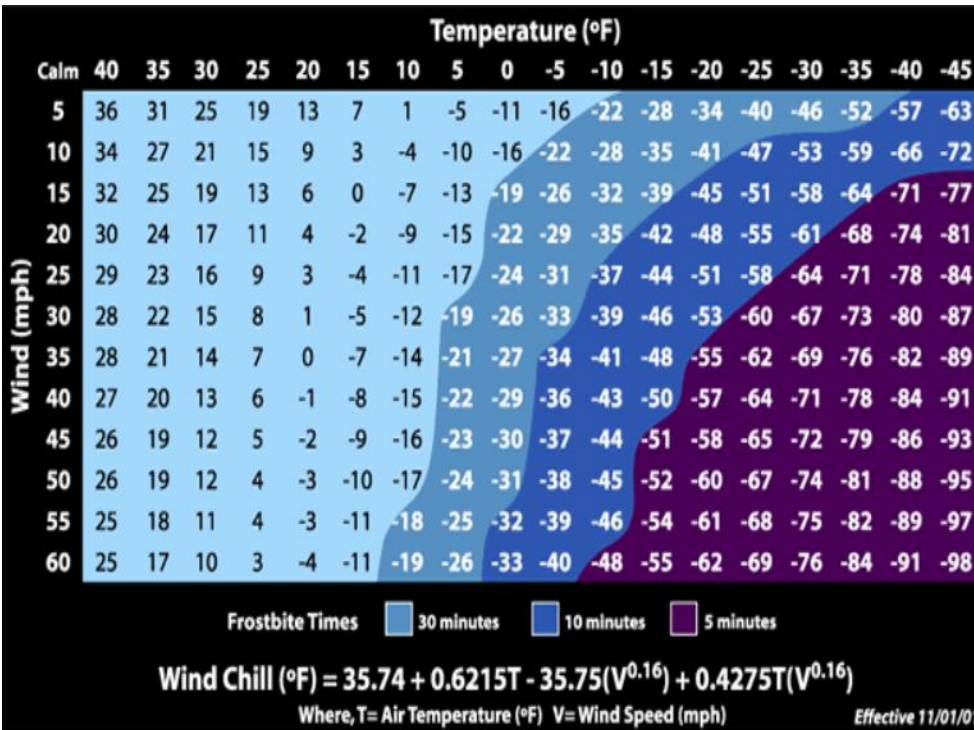 Temperature (ºF)
Calm 40 35 30 25 20 15 10 5 0 -5 -10 -15 -20 -25 -30 -35 -40 -45
5 36 31 25 19 13 7 1 -5 -11 -16 -22 -28 -34 -40 -46 -52 -57 -63
10 34 27 21 15 9 3 -4 -10 -16 -22 -28 -35 -41 -47 -53 -59 -66 -72
15 32 25 19 13 6 0 -7 -13 -19 -26 -32 -39 -45 -51 -58 -64 -71 -77
20 30 24 17 11 4 -2 -9 -15 -22 -29 -35 -42 -48 -55 -61 -68 -74 -81
25 29 23 16 9 3 -4 -11 -17 -24 -31 -37 -44 -51 -58 -64 -71 -78 -84
30 28 22 15 8 1 -5 -12 -19 -26 -33 -39 -46 -53 -60 -67 -73 -80 -87
35 28 21 14 7 0 -7 -14 -21 -27 -34 -41 -48 -55 -62 -69 -76 -82 -89
40 27 20 13 6 -1 -8 -15 -22 -29 -36 -43 -50 -57 -64 -71 -78 -84 -91
45 26 19 12 5 -2 -9 -16 -23 -30 -37 -44 -51 -58 -65 -72 -79 -86 -93
50 26 19 12 4 -3 -10 -17 -24 -31 -38 -45 -52 -60 -67 -74 -81 -88 -95
55 25 18 11 4 -3 -11 -18 -25 -32 -39 -46 -54 -61 -68 -75 -82 -89 -97
60 25 17 10 3 -4 -11 -19 -26 -33 -40 -48 -55 -62 -69 -76 -84 -91 -98
Wind (mph)
Frostbite Times 30 minutes 10 minutes 5 minutes
Wind Chill (ºF) = 35.74 + 0.6215T - 35.75(V^0.16) + 0.4275T(V^0.16)
Where, T= Air Temperature (ºF) V= Wind Speed (mph) Effective 11/01/0